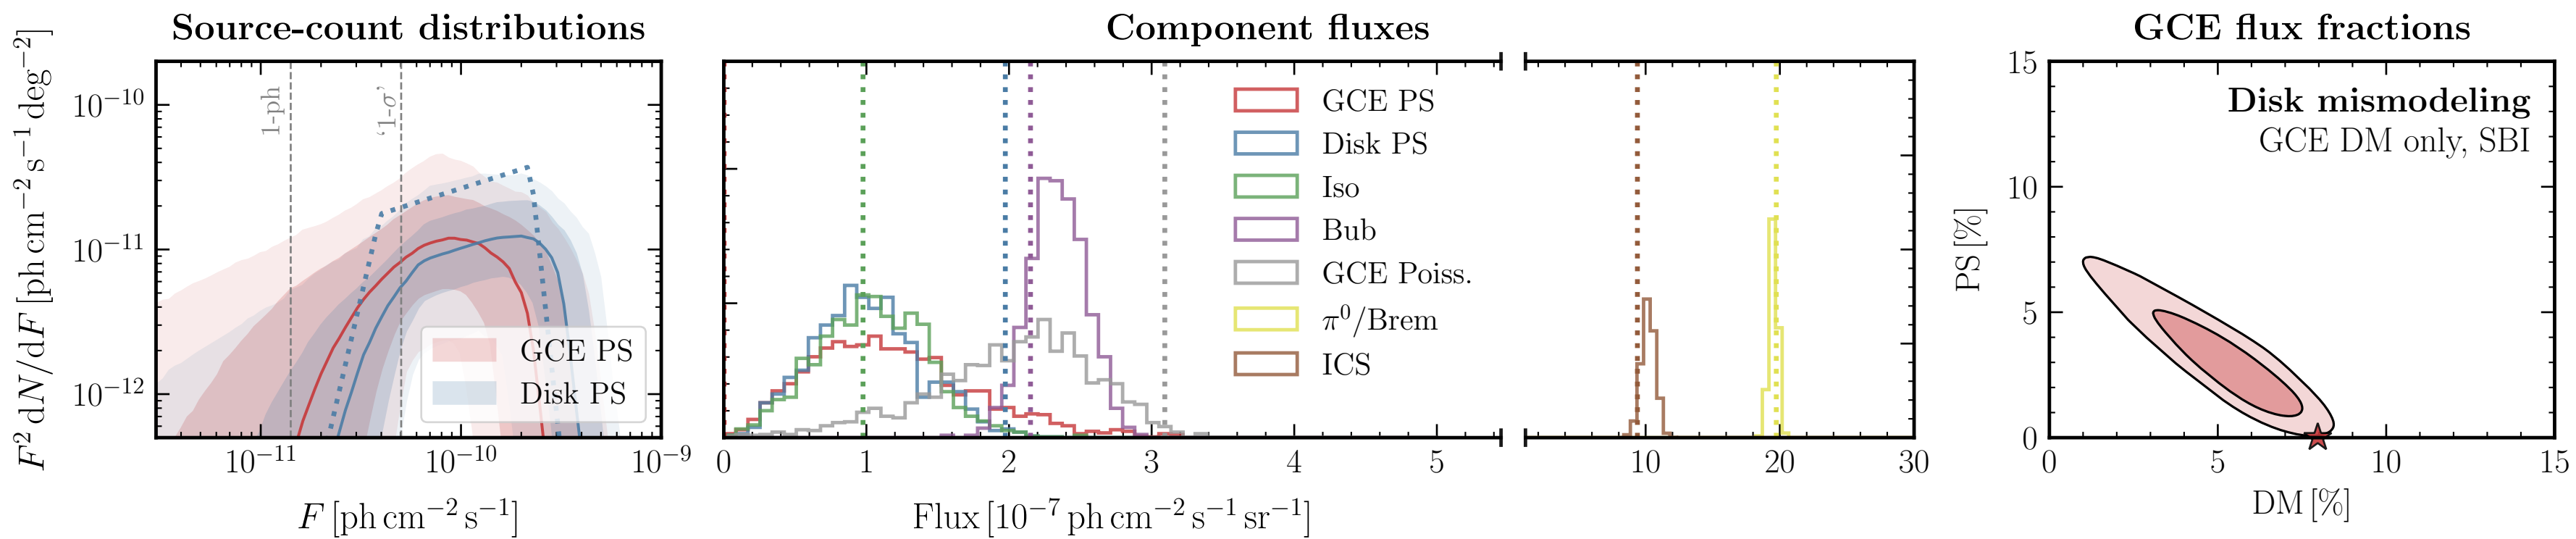 Source-count distributions
F² dN/dF [ph cm⁻² s⁻¹ deg⁻²]
10⁻¹⁰
10⁻¹¹
10⁻¹²
1-ph
‘1-σ’
GCE PS
Disk PS
10⁻¹¹ 10⁻¹⁰ 10⁻⁹
F [ph cm⁻² s⁻¹]
Component fluxes
GCE PS
Disk PS
Iso
Bub
GCE Poiss.
π⁰/Brem
ICS
0 1 2 3 4 5 10 20 30
Flux [10⁻⁷ ph cm⁻² s⁻¹ sr⁻¹]
GCE flux fractions
PS [%]
15
10
5
0
Disk mismodeling
GCE DM only, SBI
0 5 10 15
DM [%]